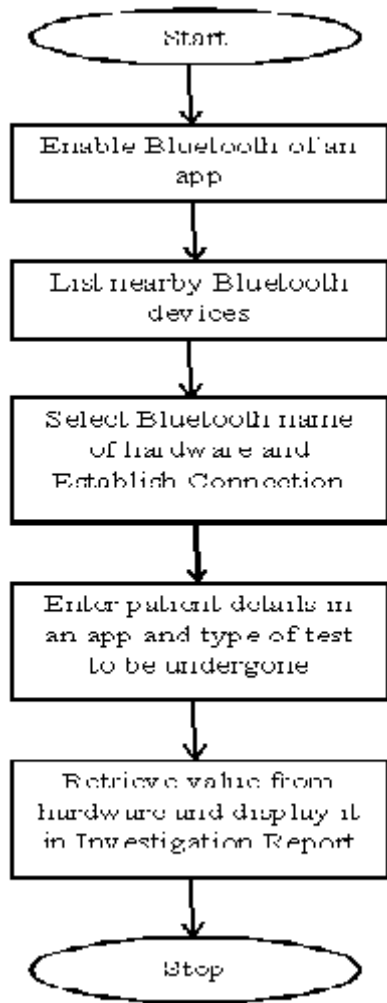 Start
Enable Bluetooth of an
app
List nearby Bluetooth
devices
Select Bluetooth name
of hardware and
Establish Connection
Enter patient details in
an app and type of test
to be undergone
Retrieve value from
hardware and display it
in Investigation Report
Stop